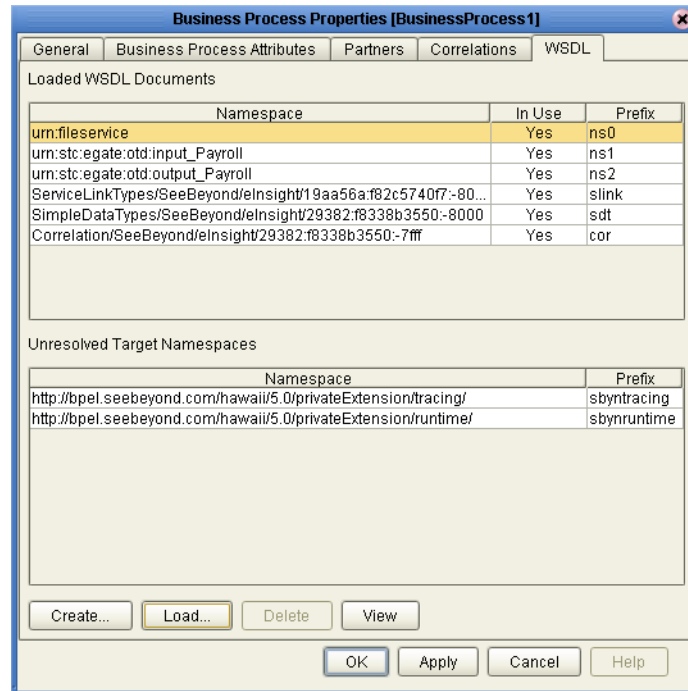 Business Process Properties [BusinessProcess1]
General Business Process Attributes Partners Correlations WSDL
Loaded WSDL Documents
Namespace In Use Prefix
urn:fileservice Yes ns0
urn:stc:egate:otd:input_Payroll Yes ns1
urn:stc:egate:otd:output_Payroll Yes ns2
ServiceLinkTypes/SeeBeyond/eInsight/19aa56a:f82c5740f7:-80... Yes slink
SimpleDataTypes/SeeBeyond/eInsight/29382:f8338b3550:-8000 Yes sdt
Correlation/SeeBeyond/eInsight/29382:f8338b3550:-7fff Yes cor
Unresolved Target Namespaces
Namespace Prefix
http://bpel.seebeyond.com/hawaii/5.0/privateExtension/tracing/ sbyntracing
http://bpel.seebeyond.com/hawaii/5.0/privateExtension/runtime/ sbynruntime
Create... Load... Delete View
OK Apply Cancel Help